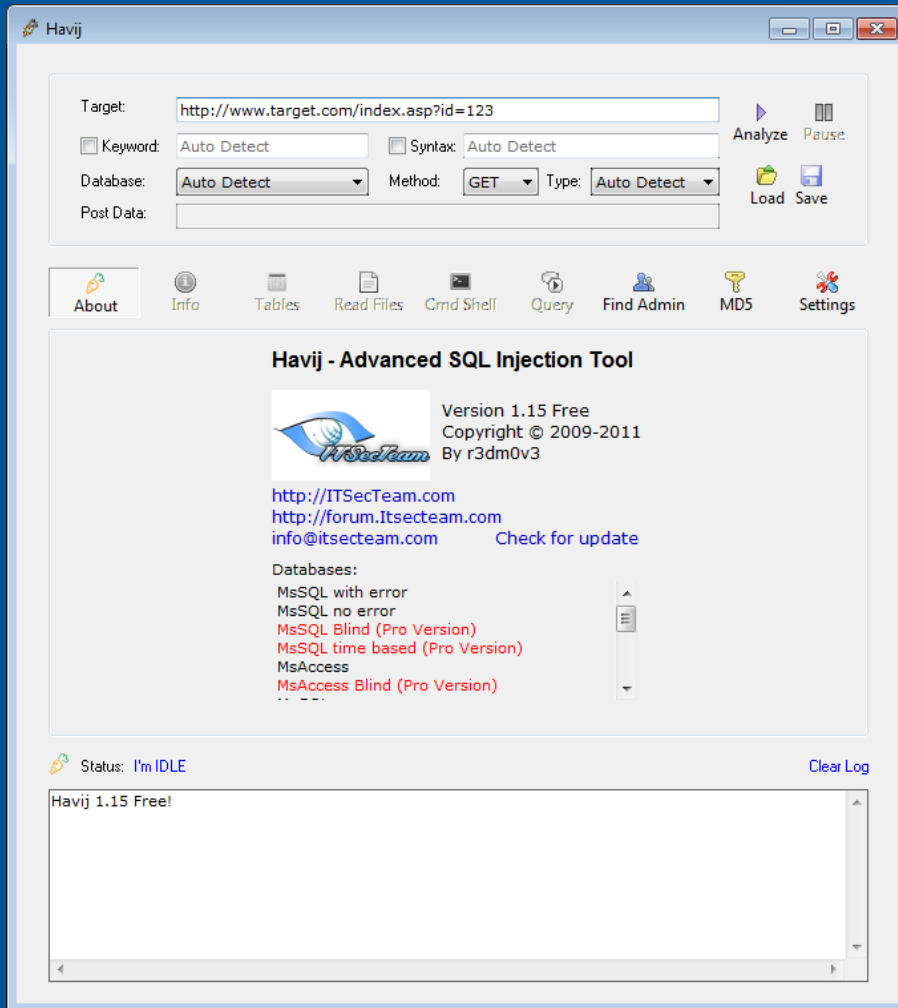 Havij
Target: http://www.target.com/index.asp?id=123
Analyze Pause
Keyword: Auto Detect Syntax: Auto Detect
Database: Auto Detect Method: GET Type: Auto Detect
Load Save
Post Data:
About Info Tables Read Files Cmd Shell Query Find Admin MD5 Settings
Havij - Advanced SQL Injection Tool
ITSecTeam
Version 1.15 Free
Copyright © 2009-2011
By r3dm0v3
http://ITSecTeam.com
http://forum.Itsecteam.com
info@itsecteam.com Check for update
Databases:
MsSQL with error
MsSQL no error
MsSQL Blind (Pro Version)
MsSQL time based (Pro Version)
MsAccess
MsAccess Blind (Pro Version)
Status: I'm IDLE Clear Log
Havij 1.15 Free!